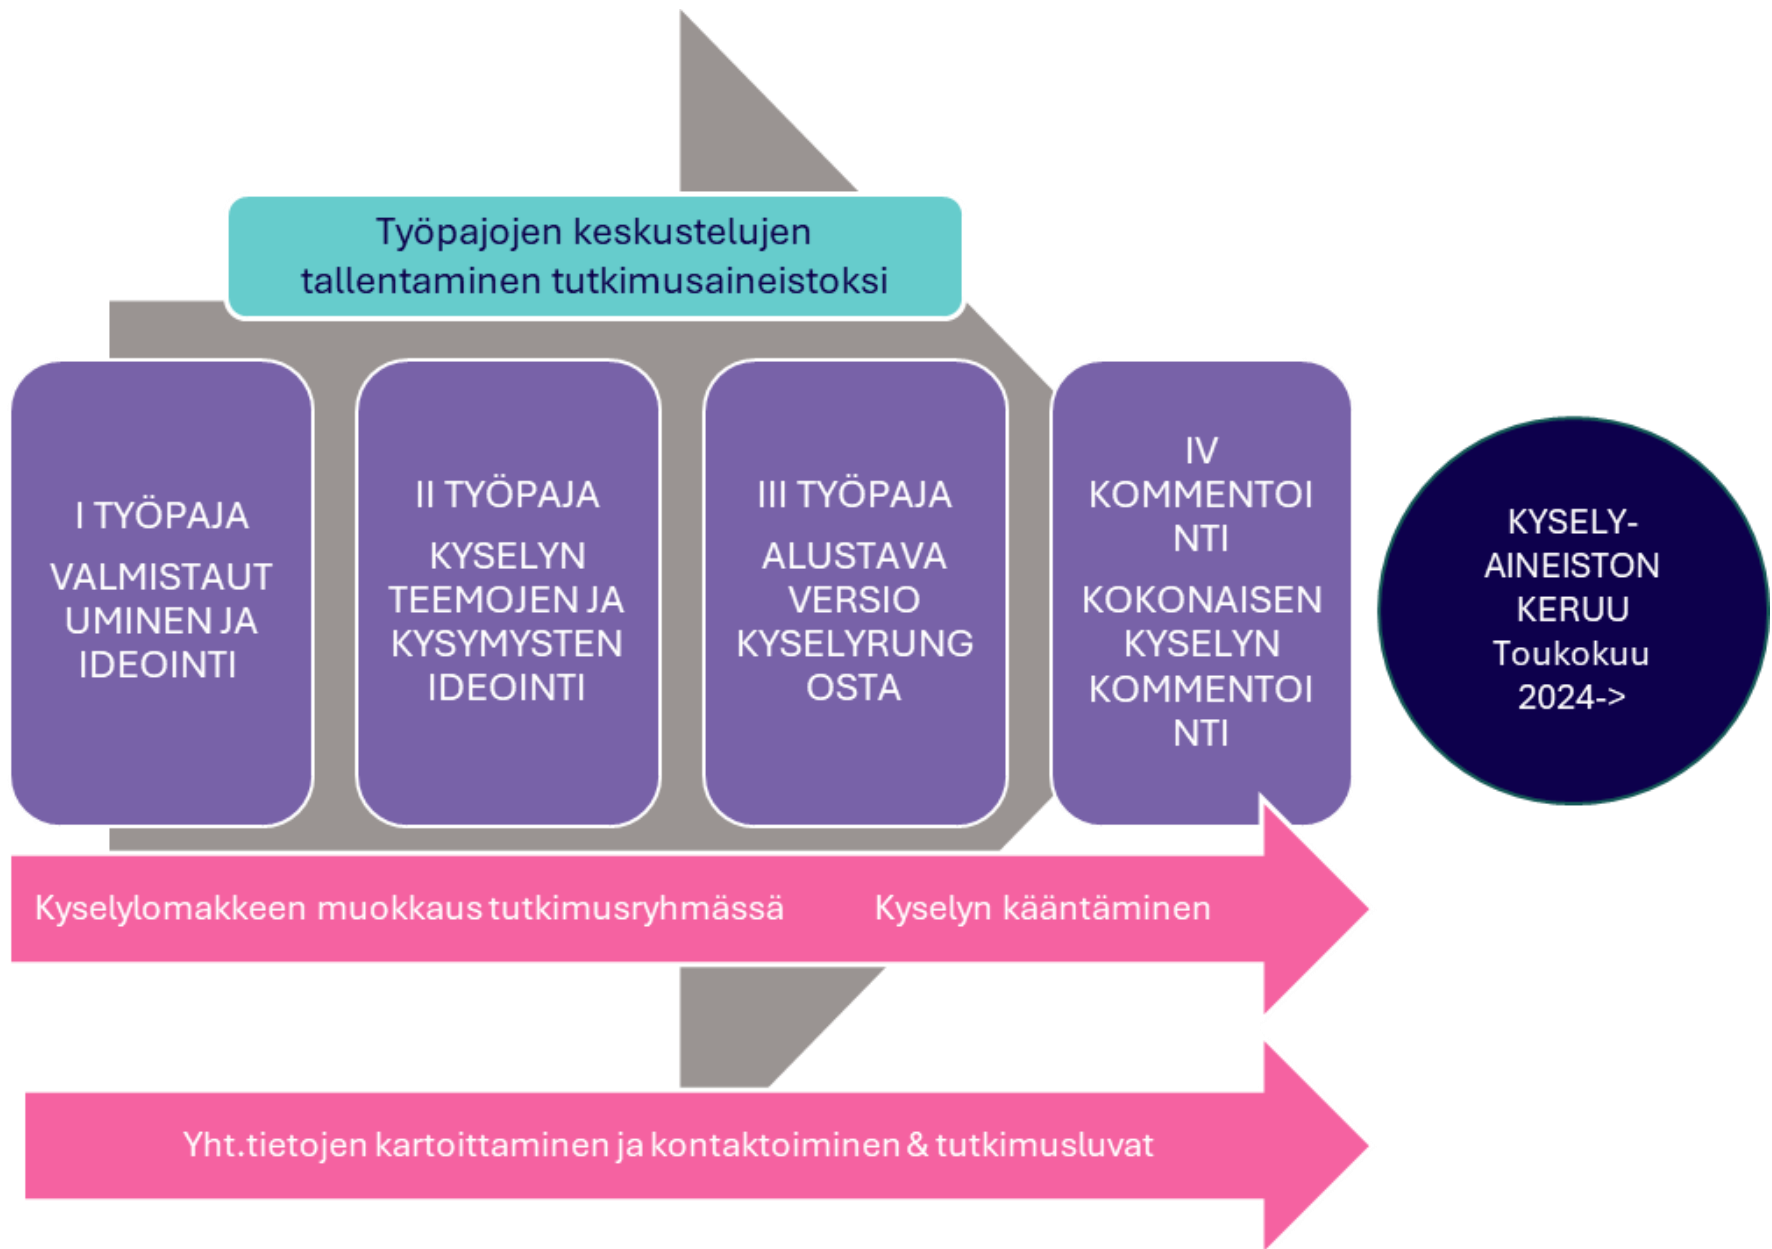 Työpajojen keskustelujen
tallentaminen tutkimusaineistoksi
I TYÖPAJA
VALMISTAUT
UMINEN JA
IDEOINTI
II TYÖPAJA
KYSELYN
TEEMOJEN JA
KYSYMYSTEN
IDEOINTI
III TYÖPAJA
ALUSTAVA
VERSIO
KYSELYRUNG
OSTA
IV
KOMMENTOI
NTI
KOKONAISEN
KYSELYN
KOMMENTOI
NTI
KYSELY-
AINEISTON
KERUU
Toukokuu
2024->
Kyselylomakkeen muokkaus tutkimusryhmässä
Kyselyn kääntäminen
Yht.tietojen kartoittaminen ja kontaktoiminen & tutkimusluvat